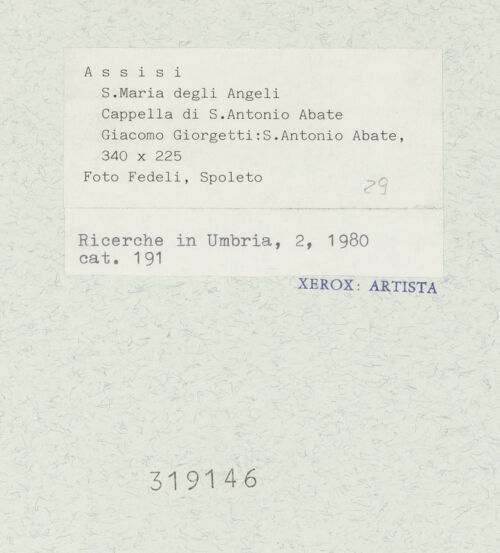 A s s i s i
S.Maria degli Angeli
Cappella di S.Antonio Abate
Giacomo Giorgetti:S.Antonio Abate,
340 x 225
Foto Fedeli, Spoleto
29
Ricerche in Umbria, 2, 1980
cat. 191
XEROX: ARTISTA
319146